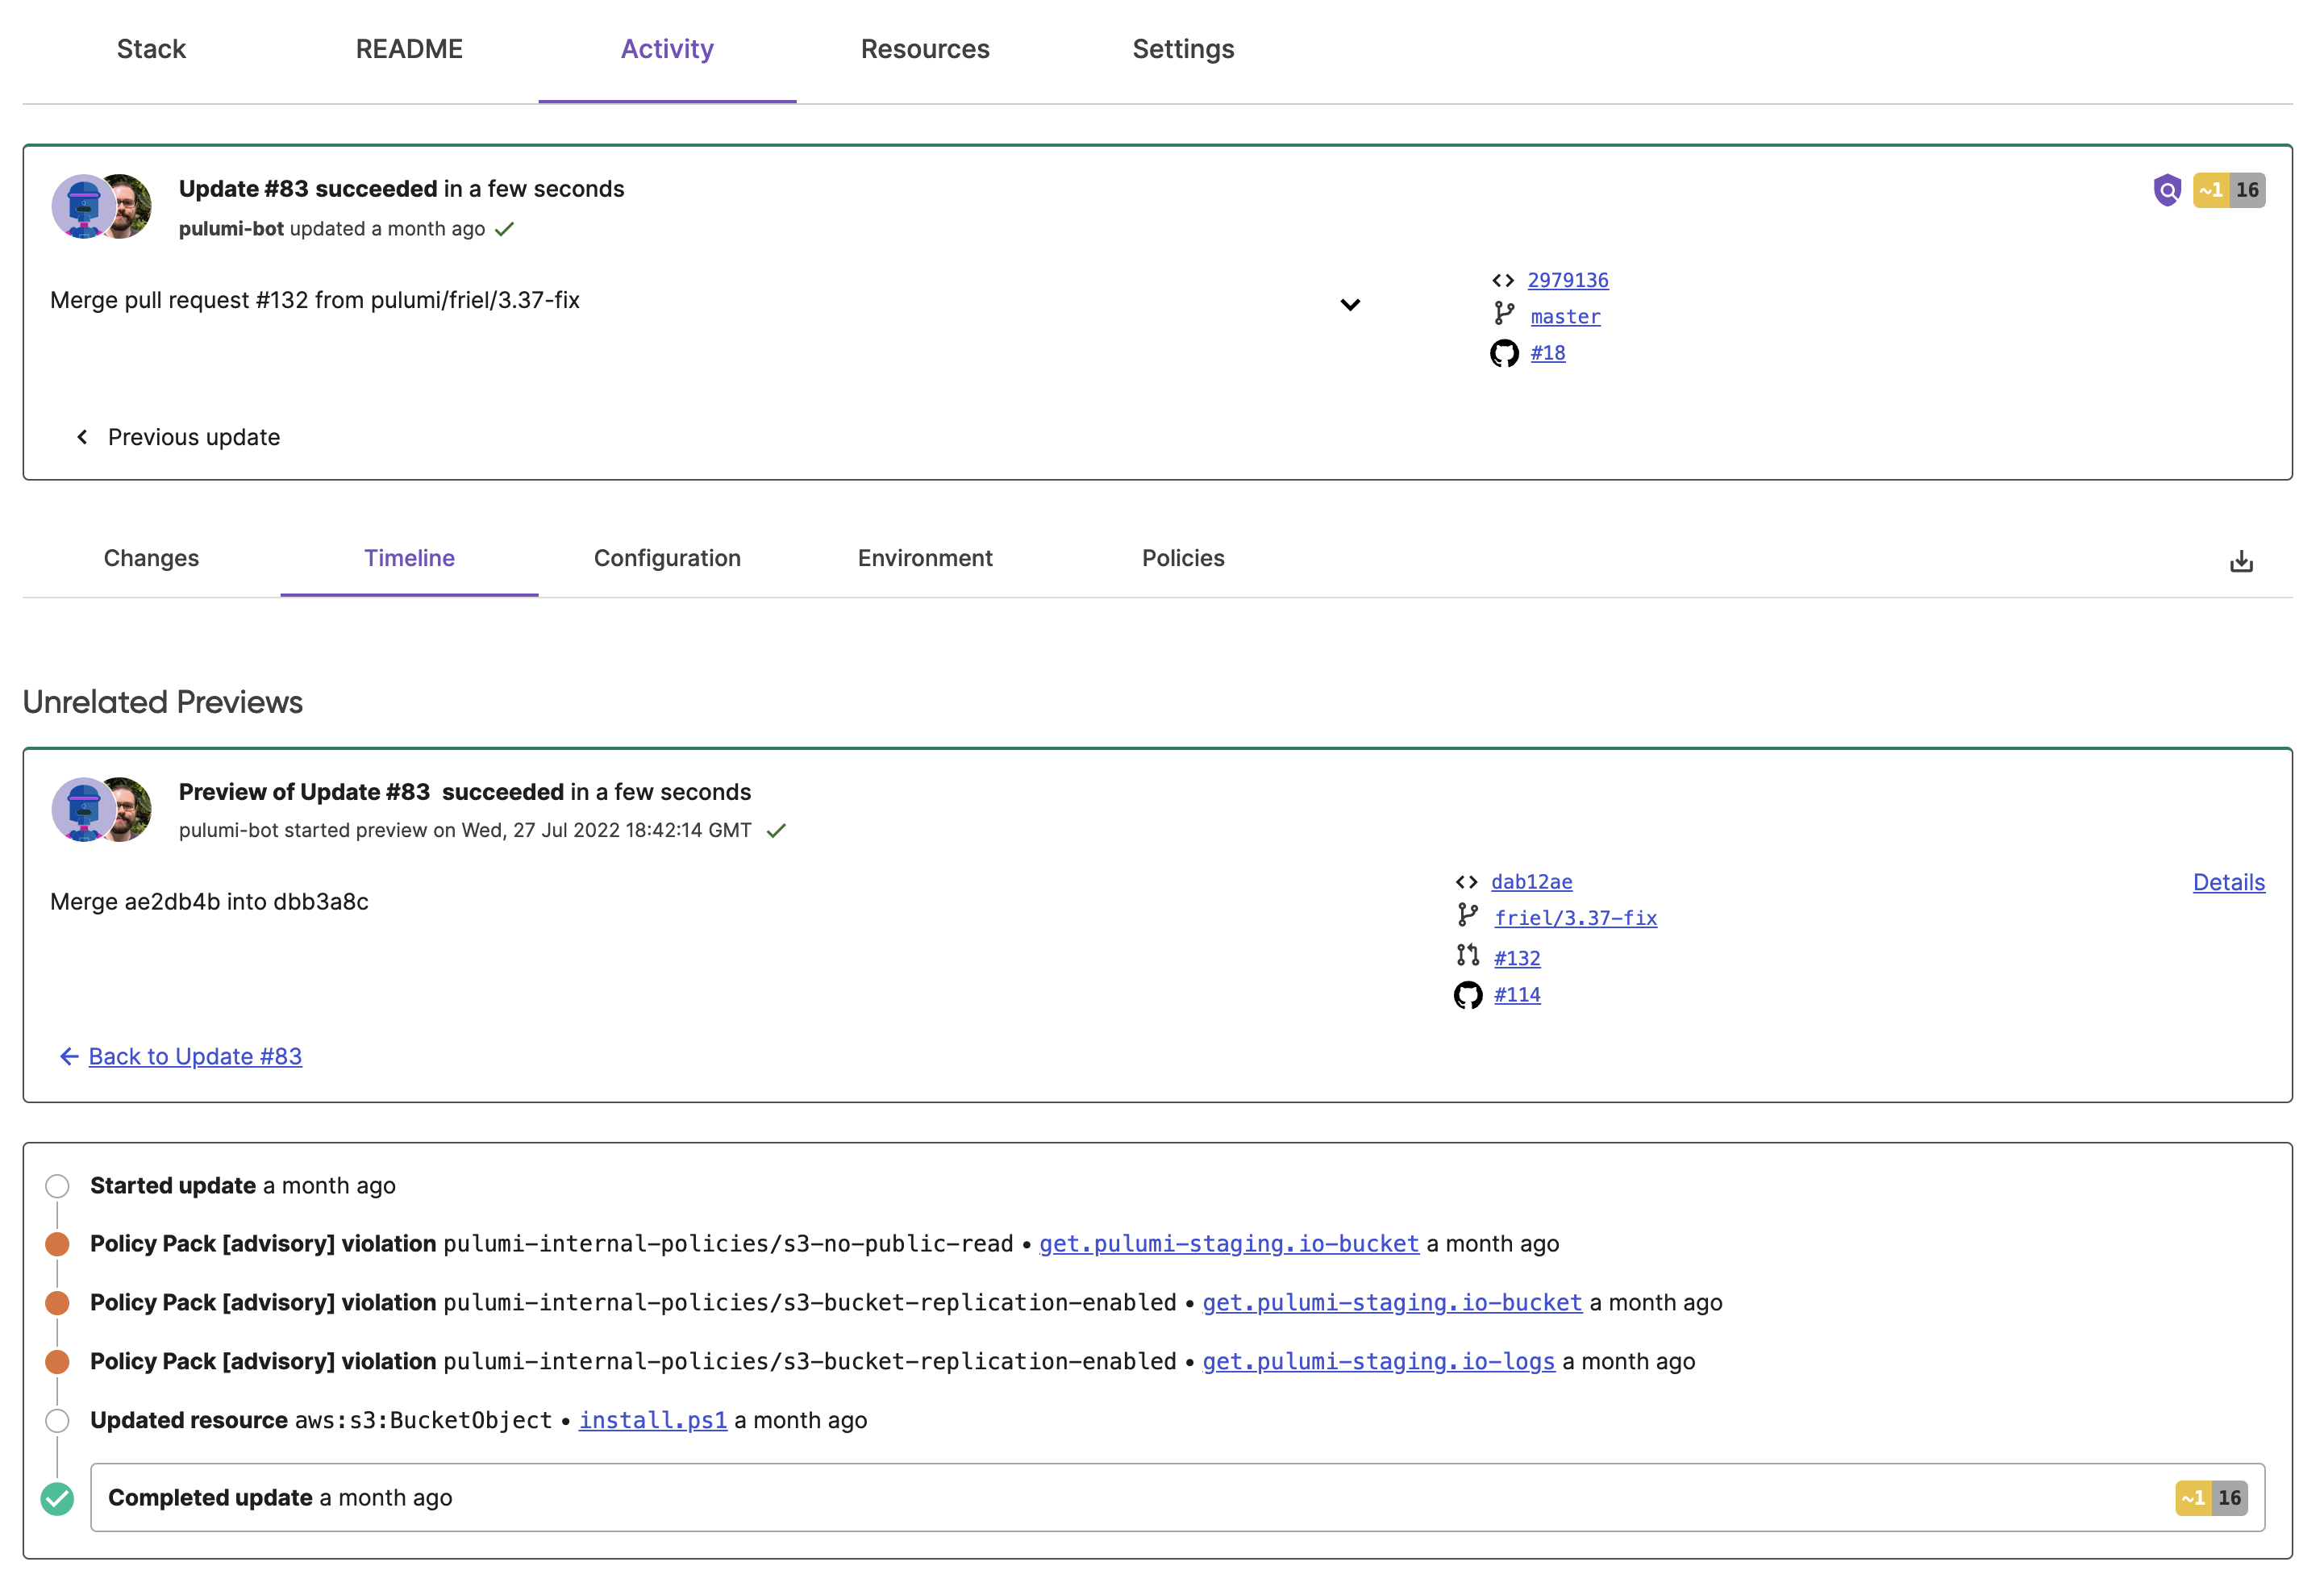 Stack README Activity Resources Settings
Update #83 succeeded in a few seconds
~1 16
pulumi-bot updated a month ago
Merge pull request #132 from pulumi/friel/3.37-fix
2979136
master
#18
Previous update
Changes Timeline Configuration Environment Policies
Unrelated Previews
Preview of Update #83 succeeded in a few seconds
pulumi-bot started preview on Wed, 27 Jul 2022 18:42:14 GMT
Merge ae2db4b into dbb3a8c
dab12ae
friel/3.37-fix
#132
#114
Details
Back to Update #83
Started update a month ago
Policy Pack [advisory] violation pulumi-internal-policies/s3-no-public-read • get.pulumi-staging.io-bucket a month ago
Policy Pack [advisory] violation pulumi-internal-policies/s3-bucket-replication-enabled • get.pulumi-staging.io-bucket a month ago
Policy Pack [advisory] violation pulumi-internal-policies/s3-bucket-replication-enabled • get.pulumi-staging.io-logs a month ago
Updated resource aws:s3:BucketObject • install.ps1 a month ago
Completed update a month ago
~1 16